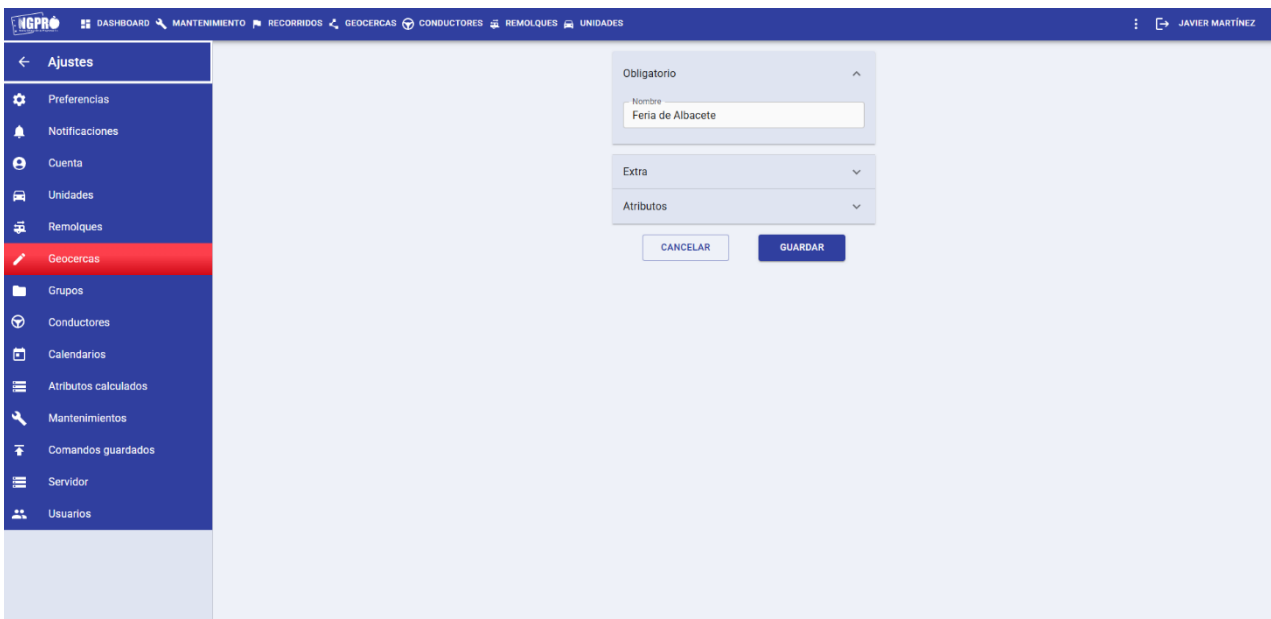 NGPRO DASHBOARD MANTENIMIENTO RECORRIDOS GEOCERCAS CONDUCTORES REMOLQUES UNIDADES JAVIER MARTÍNEZ
Ajustes
Preferencias
Notificaciones
Cuenta
Unidades
Remolques
Geocercas
Grupos
Conductores
Calendarios
Atributos calculados
Mantenimientos
Comandos guardados
Servidor
Usuarios
Obligatorio
Nombre
Feria de Albacete
Extra
Atributos
CANCELAR GUARDAR